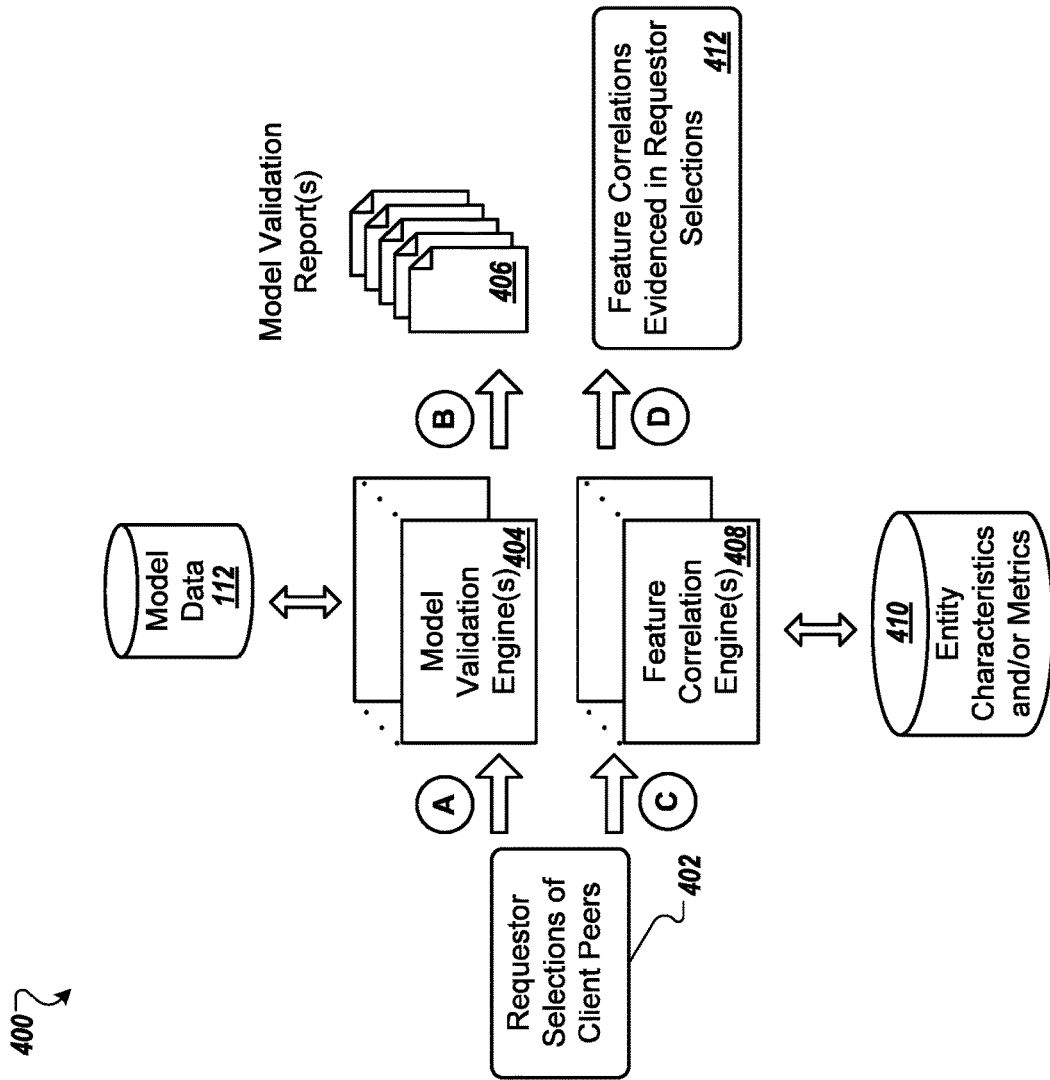 400
Model
Data
112
Model Validation
Report(s)
406
A
B
Model
Validation
Engine(s)
404
Requestor
Selections of
Client Peers
402
C
D
Feature
Correlation
Engine(s)
408
Feature Correlations
Evidenced in Requestor
Selections
412
410
Entity
Characteristics
and/or Metrics